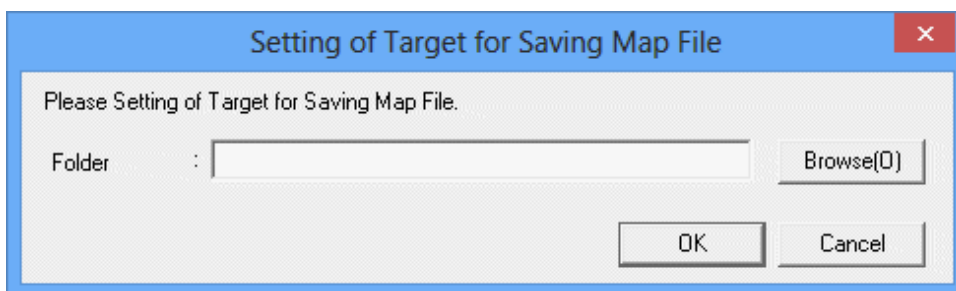 Setting of Target for Saving Map File
Please Setting of Target for Saving Map File.
Folder : Browse(O)
OK Cancel